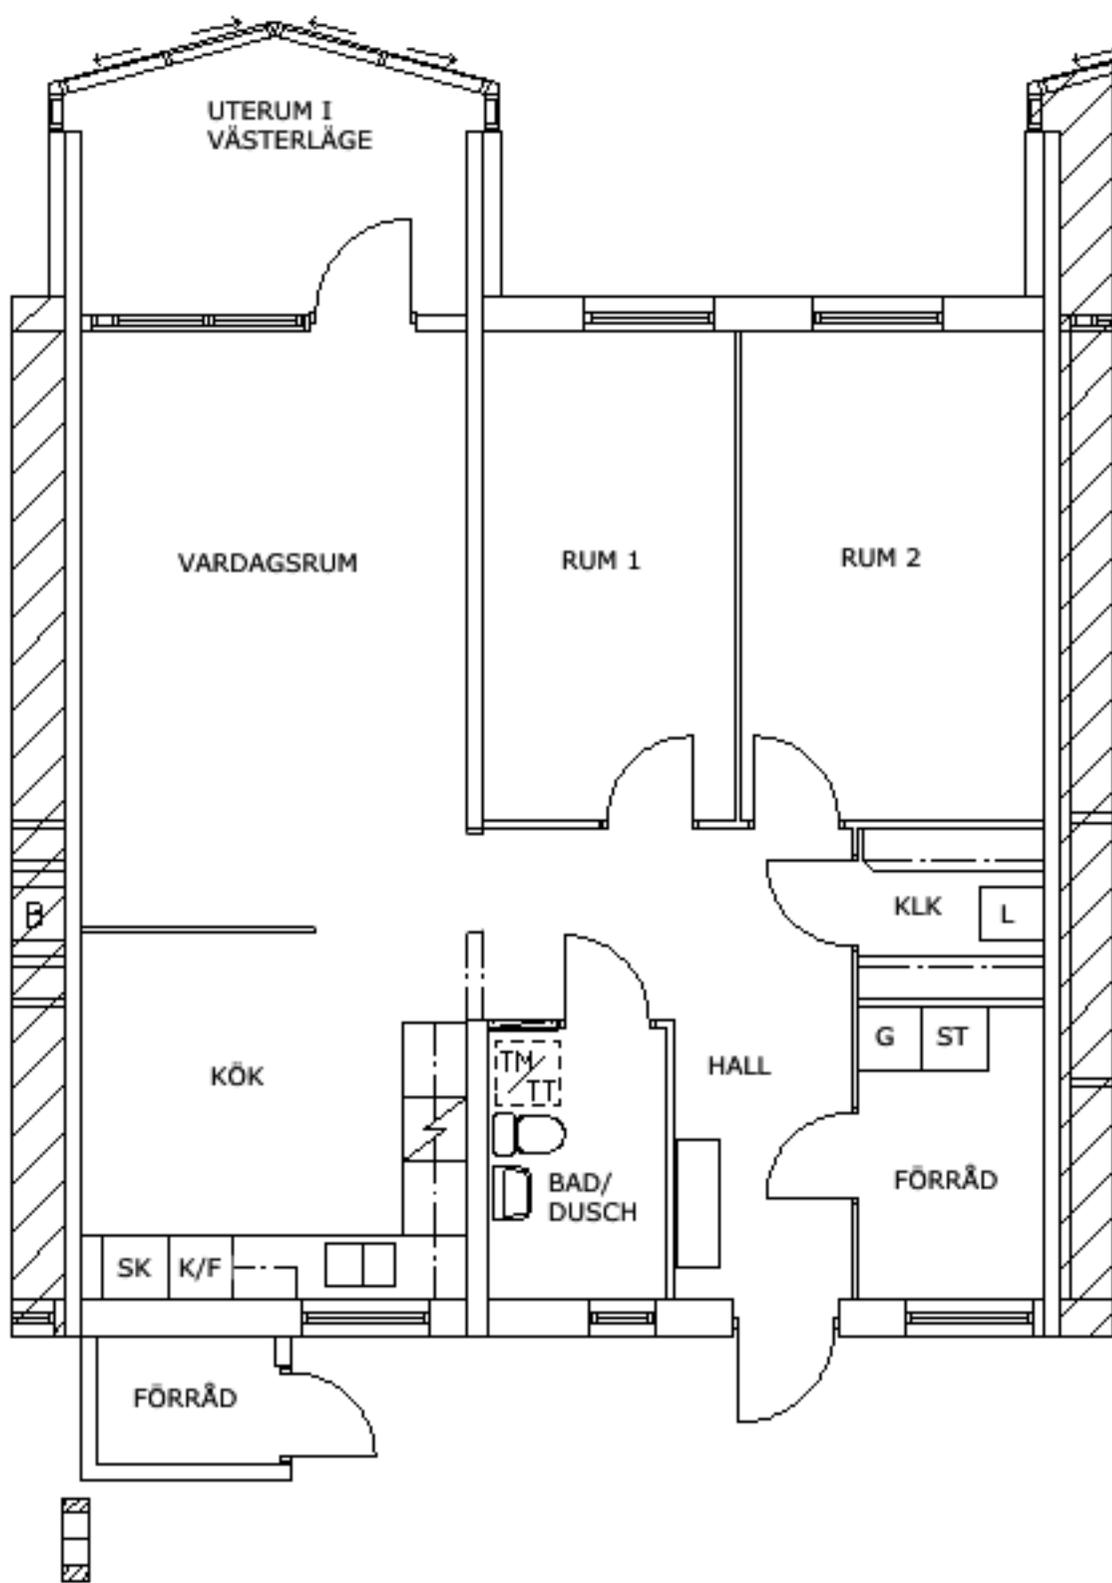 UTERUM I
VÄSTERLÄGE
VARDAGSRUM
RUM 1
RUM 2
KLK
L
G
ST
HALL
KÖK
TM
TT
BAD/
DUSCH
FÖRRÅD
SK
K/F
FÖRRÅD